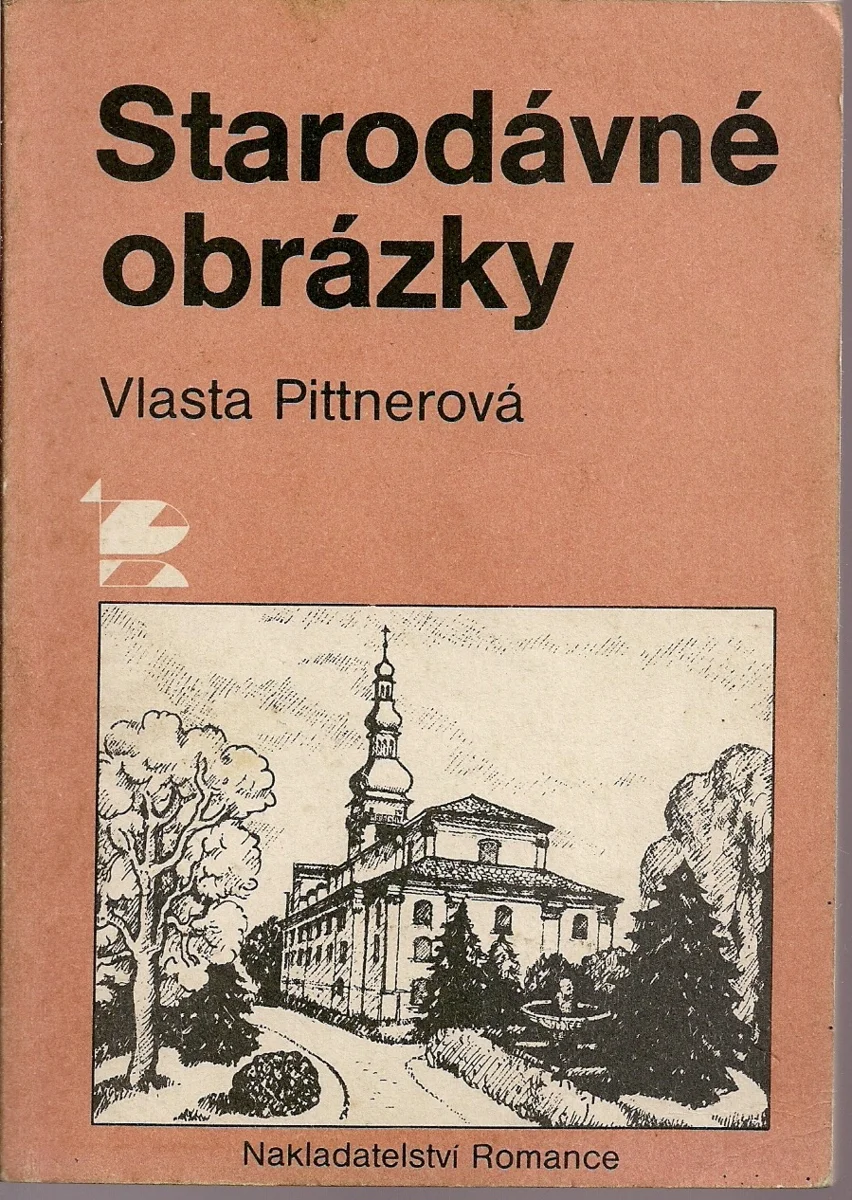 Starodávné
obrázky
Vlasta Pittnerová
Nakladatelství Romance